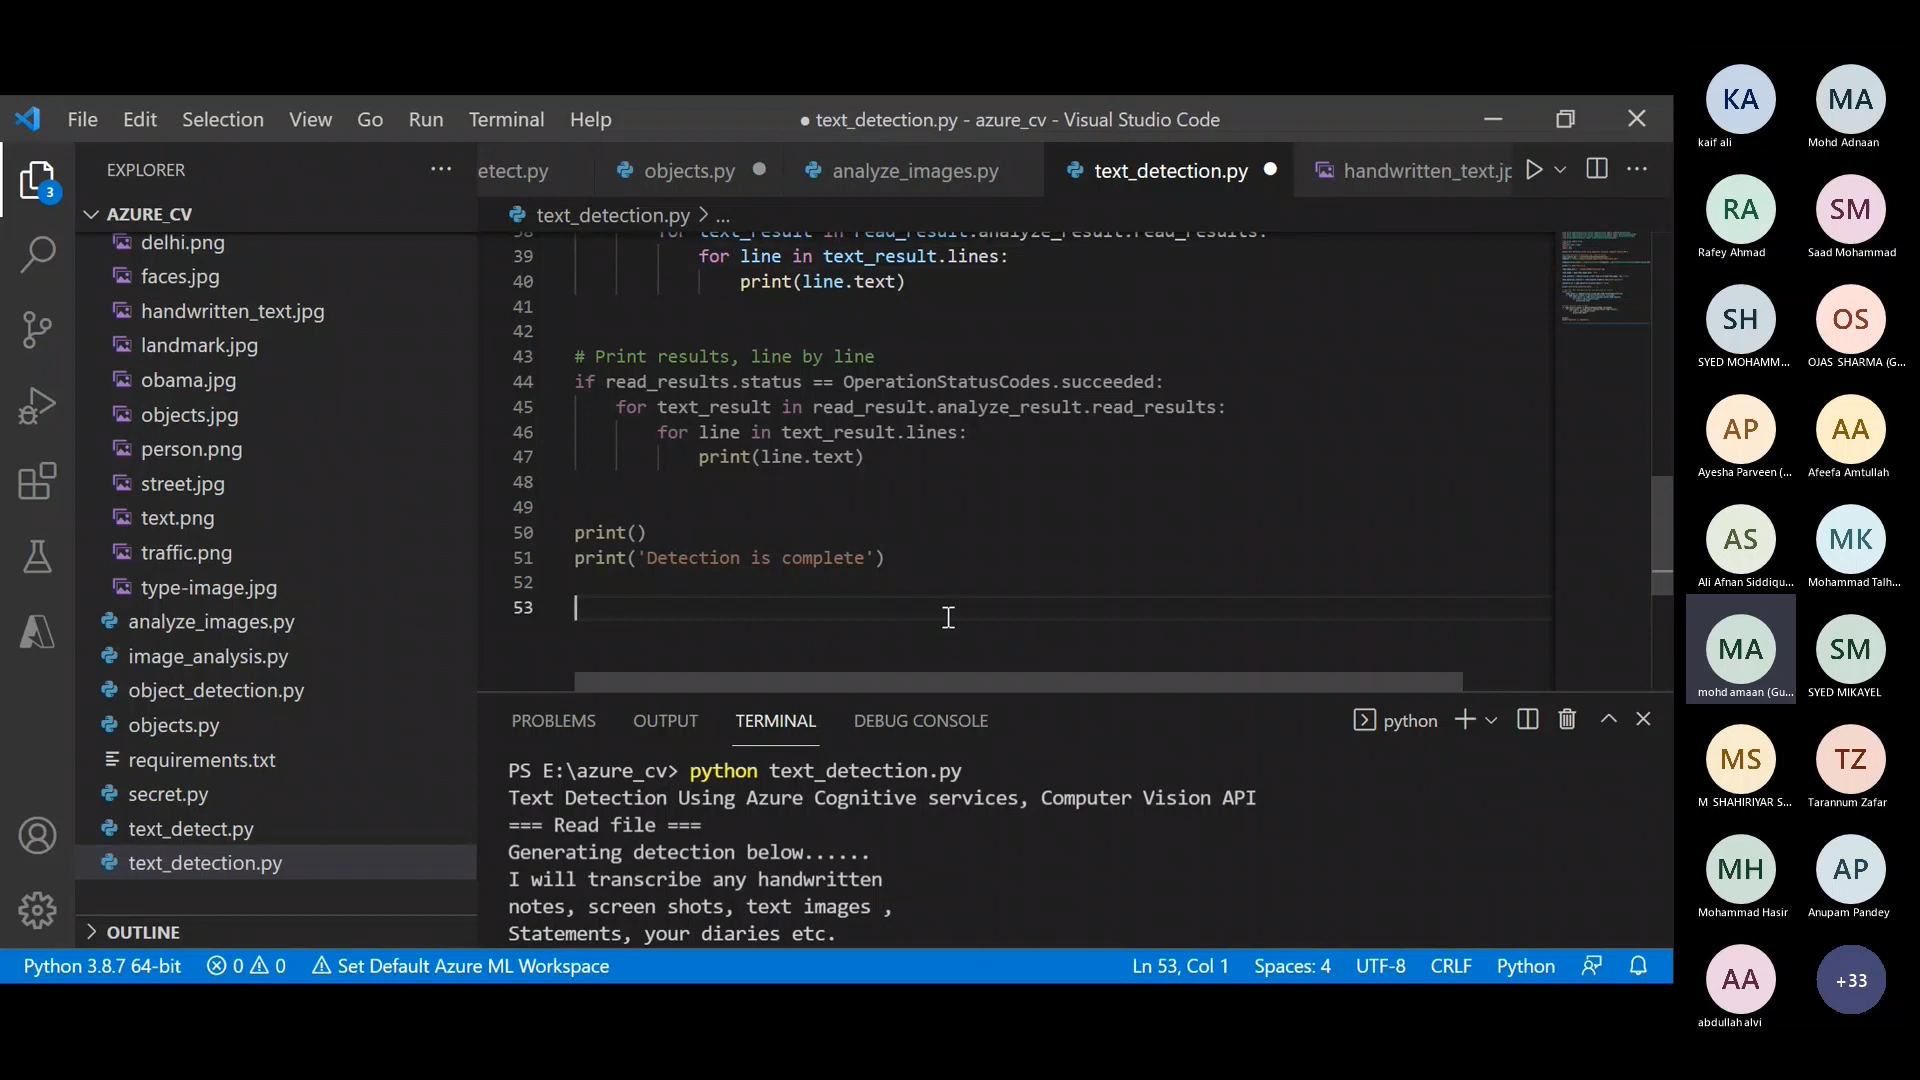 File Edit Selection View Go Run Terminal Help
● text_detection.py - azure_cv - Visual Studio Code
EXPLORER
etect.py
objects.py
analyze_images.py
text_detection.py
handwritten_text.jp
3
AZURE_CV
text_detection.py > ...
delhi.png
faces.jpg
handwritten_text.jpg
landmark.jpg
obama.jpg
objects.jpg
person.png
street.jpg
text.png
traffic.png
type-image.jpg
analyze_images.py
image_analysis.py
object_detection.py
objects.py
requirements.txt
secret.py
text_detect.py
text_detection.py
OUTLINE
38 for text_result in read_result.analyze_result.read_results:
39 for line in text_result.lines:
40 print(line.text)
41
42
43 # Print results, line by line
44 if read_results.status == OperationStatusCodes.succeeded:
45 for text_result in read_result.analyze_result.read_results:
46 for line in text_result.lines:
47 print(line.text)
48
49
50 print()
51 print('Detection is complete')
52
53
PROBLEMS OUTPUT TERMINAL DEBUG CONSOLE
python
PS E:\azure_cv> python text_detection.py
Text Detection Using Azure Cognitive services, Computer Vision API
=== Read file ===
Generating detection below......
I will transcribe any handwritten
notes, screen shots, text images ,
Statements, your diaries etc.
Python 3.8.7 64-bit 0 0 Set Default Azure ML Workspace
Ln 53, Col 1 Spaces: 4 UTF-8 CRLF Python
KA MA
kaif ali Mohd Adnaan
RA SM
Rafey Ahmad Saad Mohammad
SH OS
SYED MOHAMM... OJAS SHARMA (G...
AP AA
Ayesha Parveen (... Afeefa Amtullah
AS MK
Ali Afnan Siddiqu... Mohammad Talh...
MA SM
mohd amaan (Gu... SYED MIKAYEL
MS TZ
M SHAHIRIYAR S... Tarannum Zafar
MH AP
Mohammad Hasir Anupam Pandey
AA +33
abdullah alvi